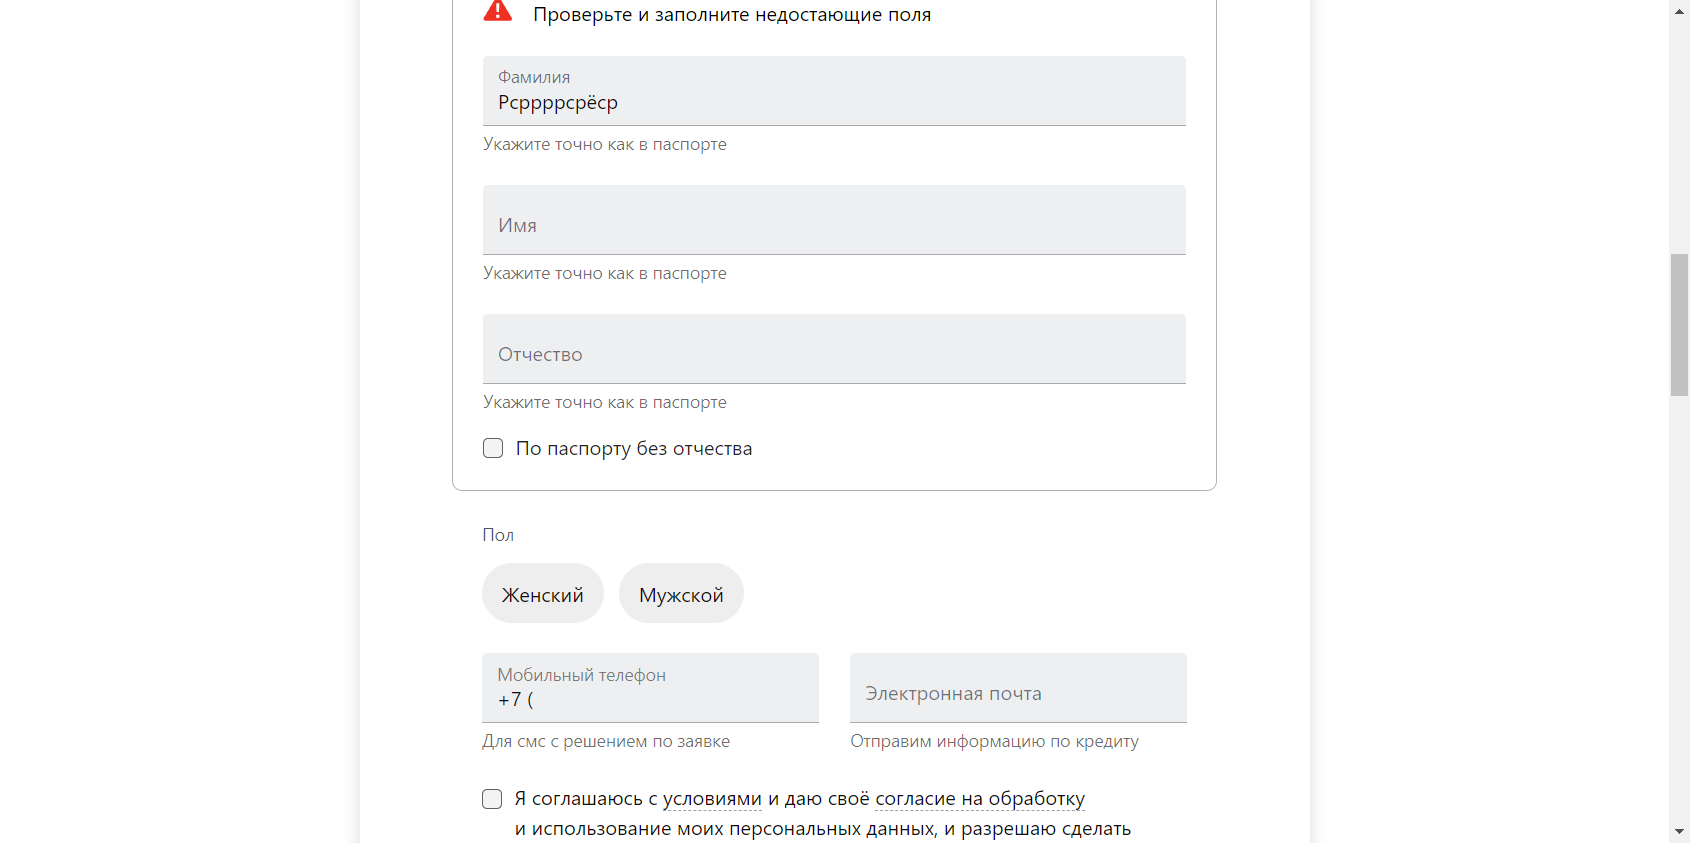 Проверьте и заполните недостающие поля
Фамилия
Рсррррсрёср
Укажите точно как в паспорте
Имя
Укажите точно как в паспорте
Отчество
Укажите точно как в паспорте
По паспорту без отчества
Пол
Женский Мужской
Мобильный телефон
+7 (
Электронная почта
Для смс с решением по заявке
Отправим информацию по кредиту
Я соглашаюсь с условиями и даю своё согласие на обработку
и использование моих персональных данных, и разрешаю сделать